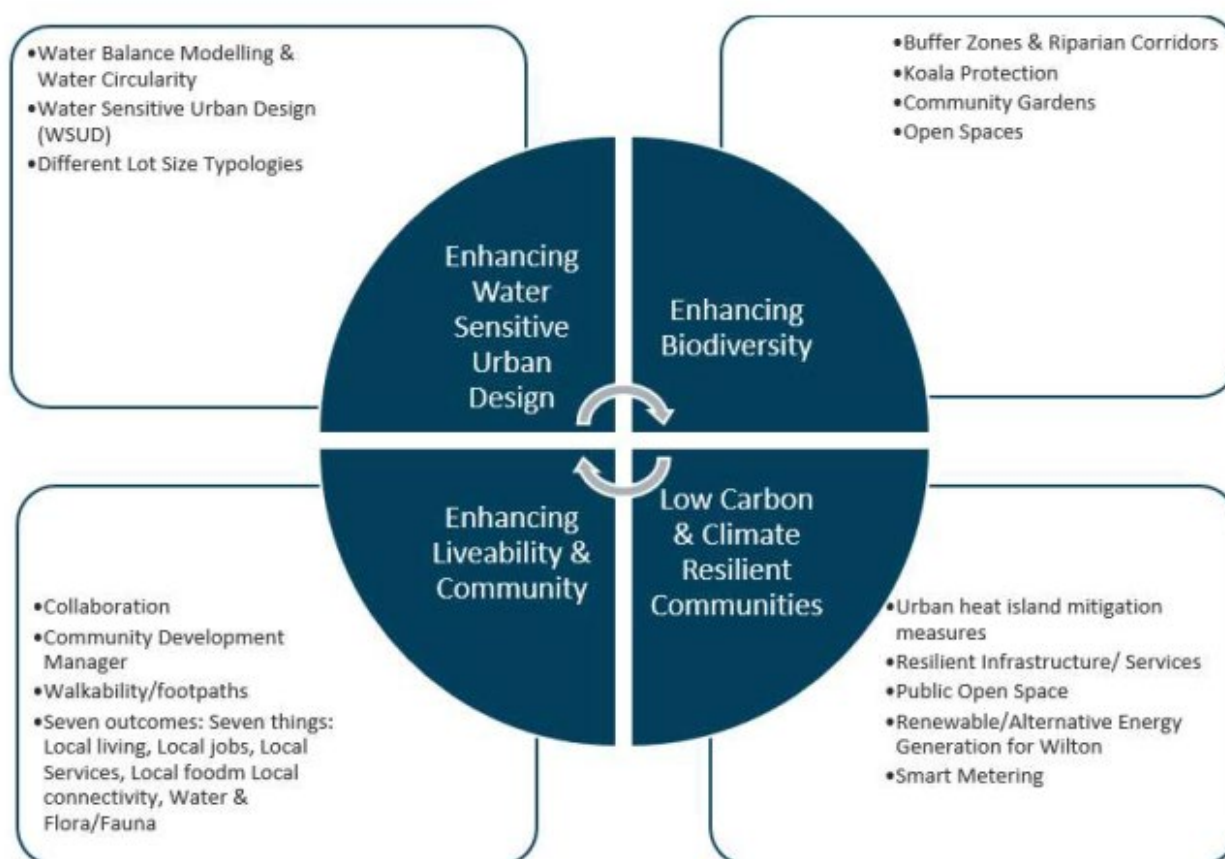 •Water Balance Modelling &
Water Circularity
•Water Sensitive Urban Design
(WSUD)
•Different Lot Size Typologies
•Buffer Zones & Riparian Corridors
•Koala Protection
•Community Gardens
•Open Spaces
Enhancing
Water
Sensitive
Urban
Design
Enhancing
Biodiversity
Enhancing
Liveability &
Community
Low Carbon
& Climate
Resilient
Communities
•Collaboration
•Community Development
Manager
•Walkability/footpaths
•Seven outcomes: Seven things:
Local living, Local jobs, Local
Services, Local foodm Local
connectivity, Water &
Flora/Fauna
•Urban heat island mitigation
measures
•Resilient Infrastructure/ Services
•Public Open Space
•Renewable/Alternative Energy
Generation for Wilton
•Smart Metering